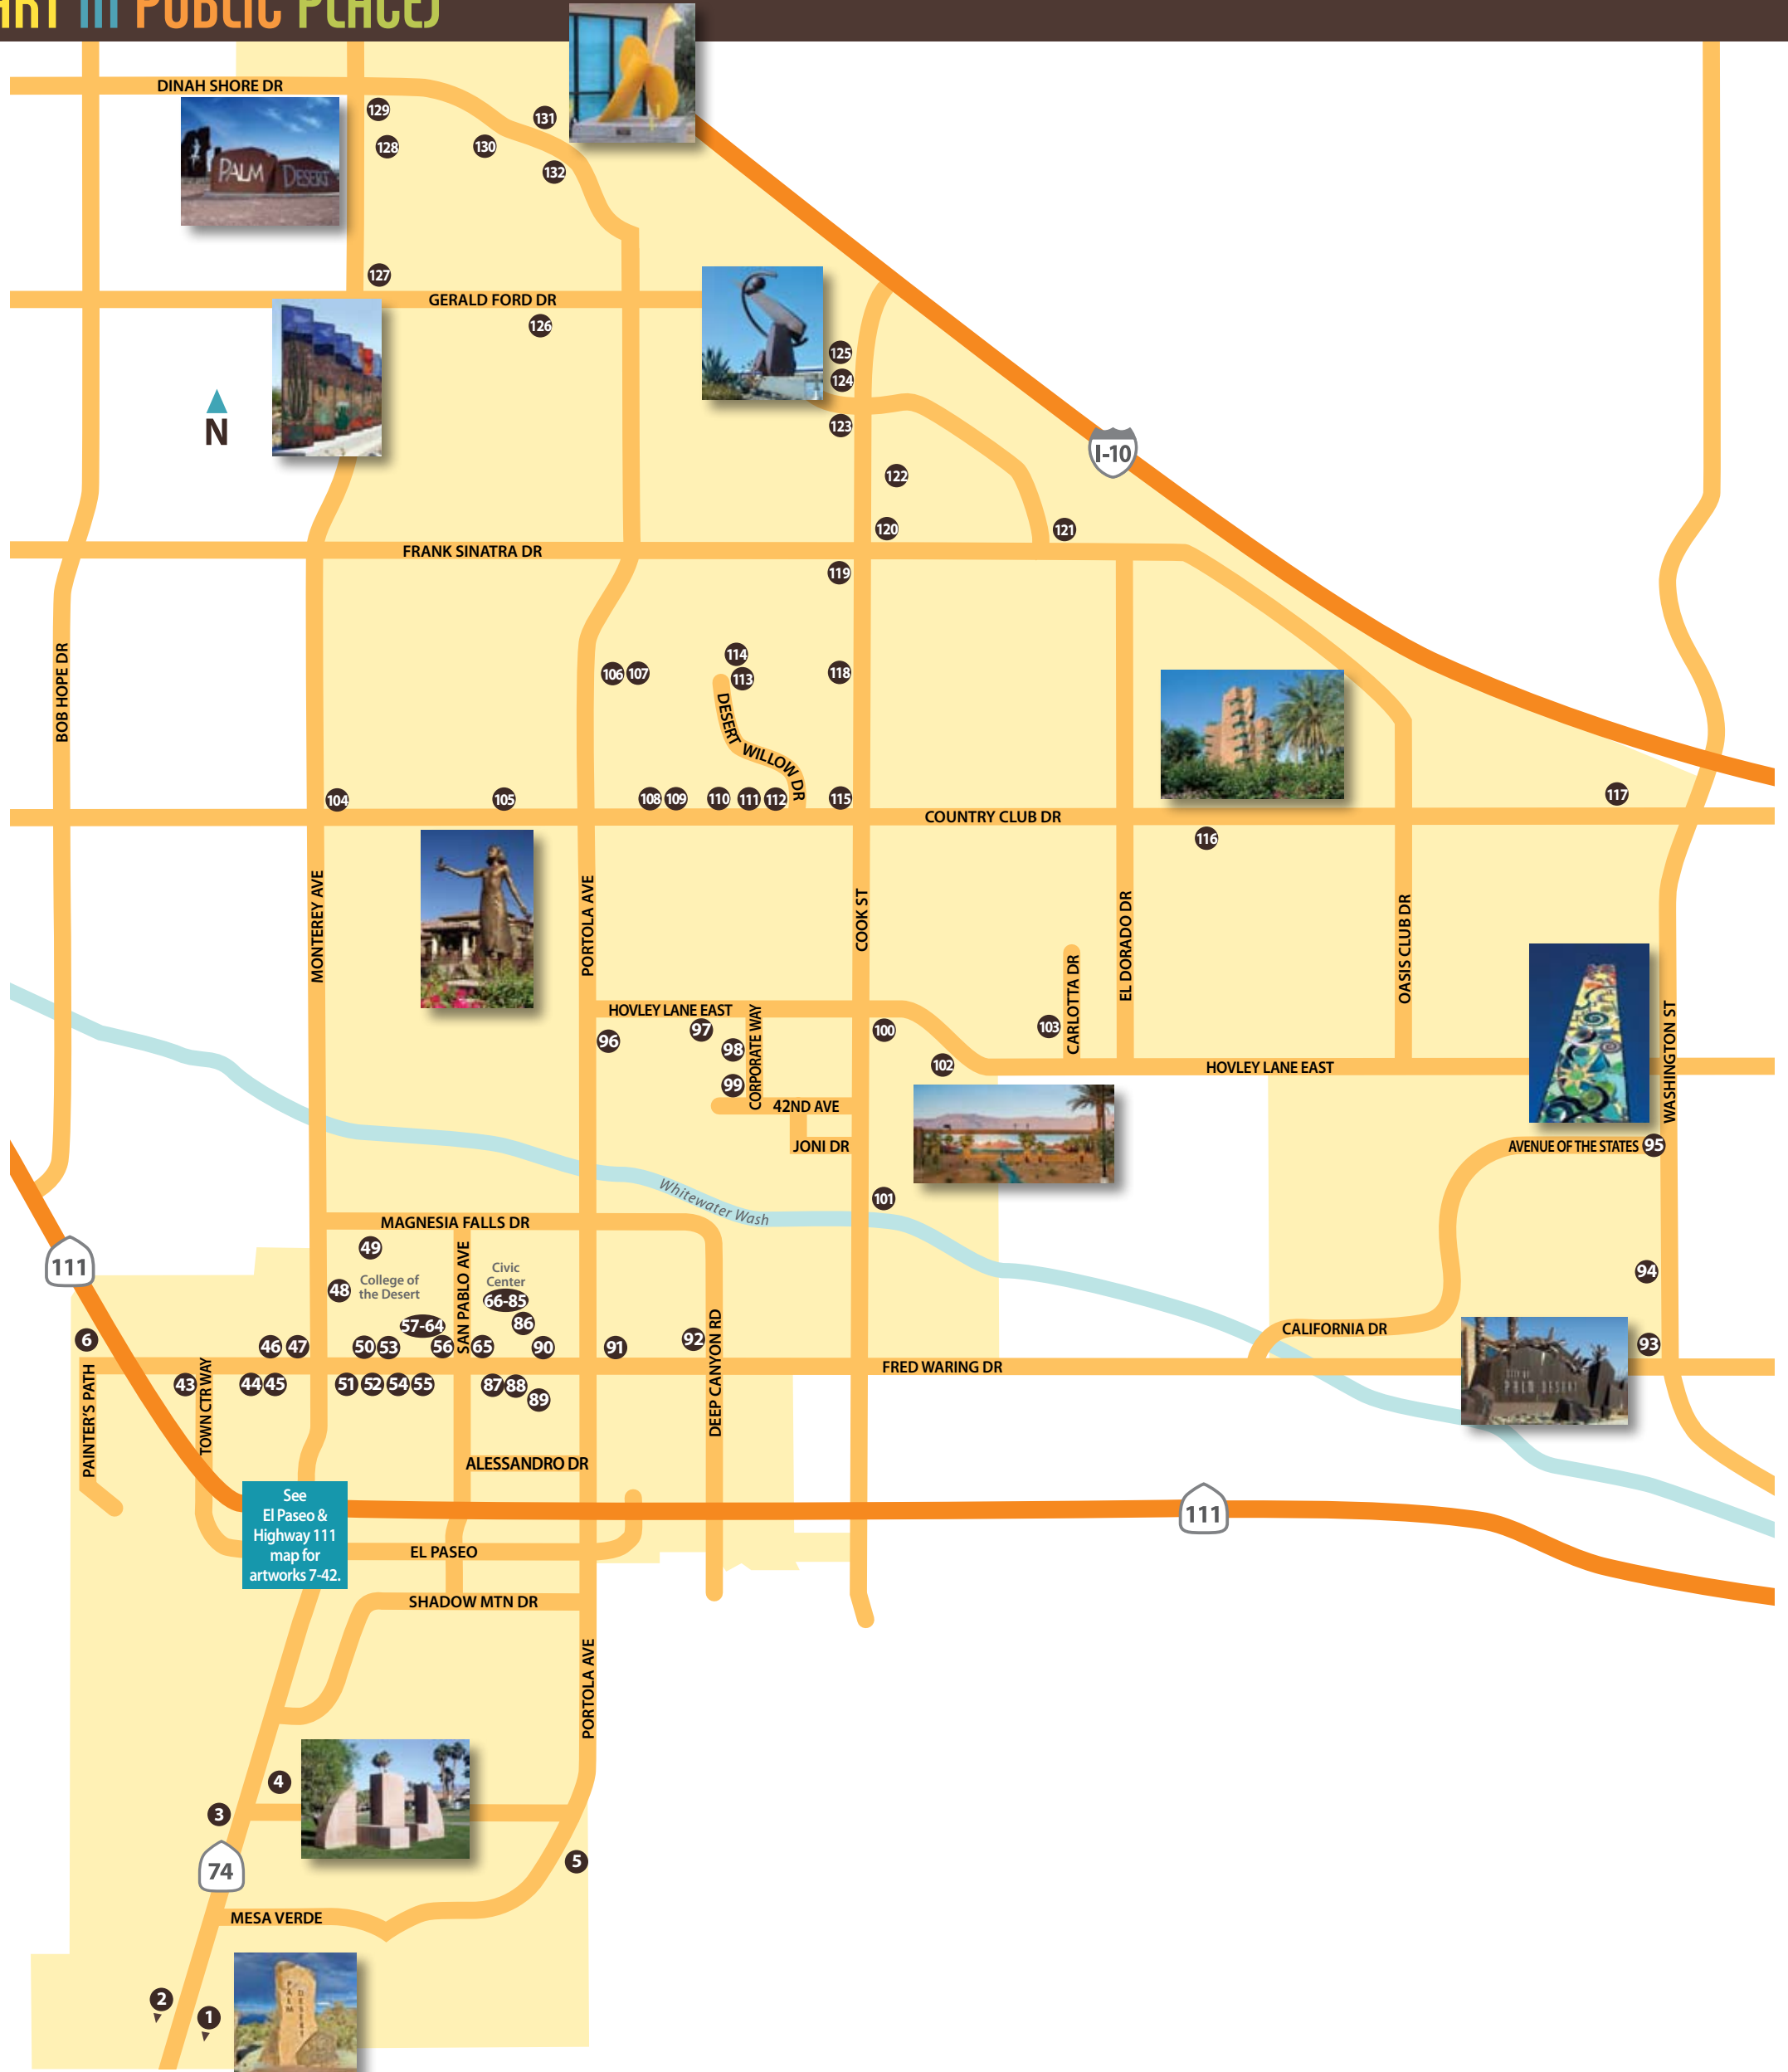 ART IN PUBLIC PLACES
DINAH SHORE DR
129
131
128
130
132
PALM DESERT
127
GERALD FORD DR
126
125
124
123
N
I-10
122
120
121
FRANK SINATRA DR
119
BOB HOPE DR
114
106
107
113
118
DESERT WILLOW DR
104
105
108
109
110
111
112
115
117
COUNTRY CLUB DR
116
MONTEREY AVE
PORTOLA AVE
COOK ST
EL DORADO DR
OASIS CLUB DR
CARLOTTA DR
WASHINGTON ST
HOVLEY LANE EAST
CORPORATE WAY
96
97
98
99
100
102
103
HOVLEY LANE EAST
42ND AVE
JONI DR
AVENUE OF THE STATES
95
Whitewater Wash
101
MAGNESIA FALLS DR
111
49
48
College of
the Desert
SAN PABLO AVE
Civic
Center
66-85
57-64
86
94
CALIFORNIA DR
6
46
47
50
53
56
65
90
91
92
93
FRED WARING DR
CITY OF
PALM DESERT
PAINTER'S PATH
43
TOWN CTR WAY
44
45
51
52
54
55
87
88
89
DEEP CANYON RD
ALESSANDRO DR
See
El Paseo &
Highway 111
map for
artworks 7-42.
111
EL PASEO
SHADOW MTN DR
PORTOLA AVE
4
3
74
5
MESA VERDE
2
1
PALM
DESERT